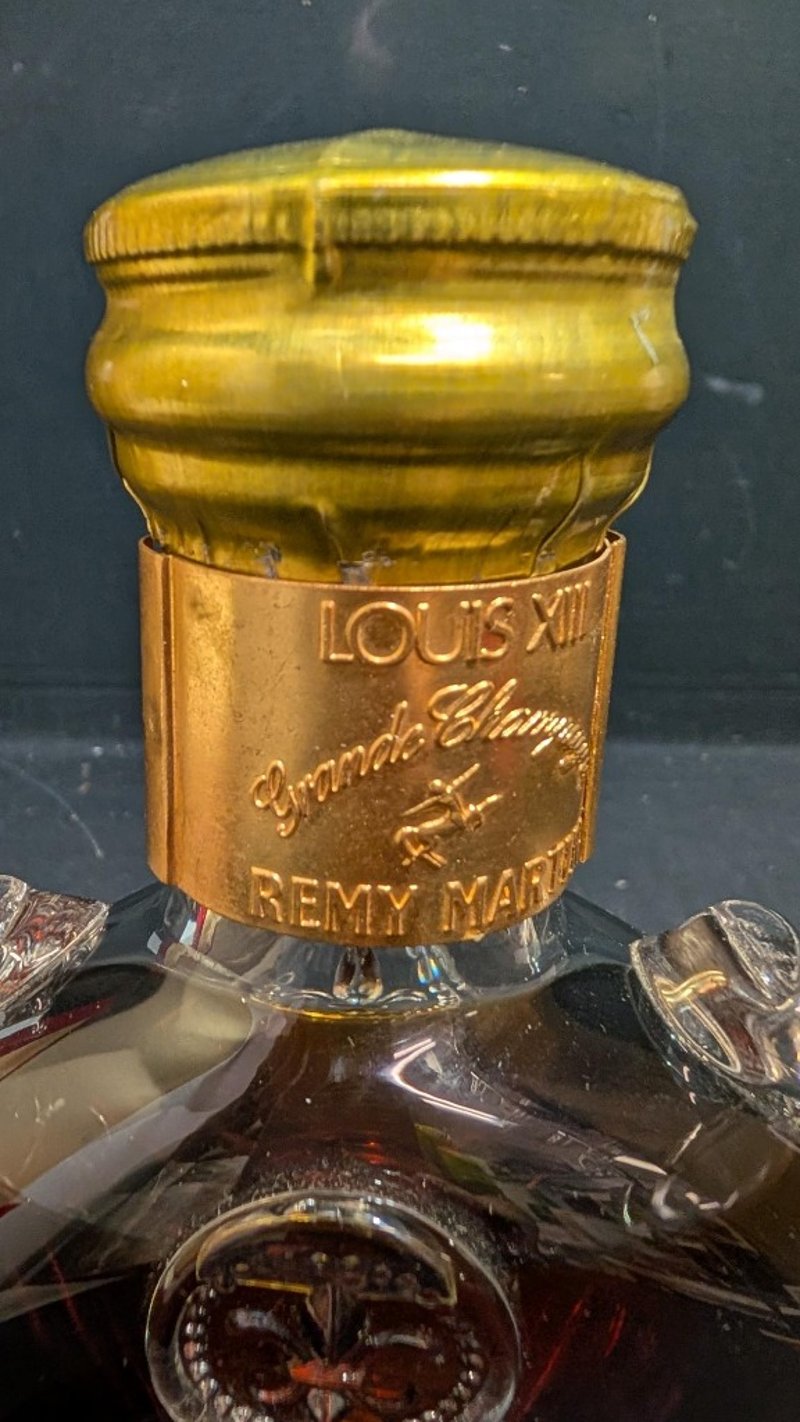 LOUIS XIII
Grande Champagne
REMY MARTIN